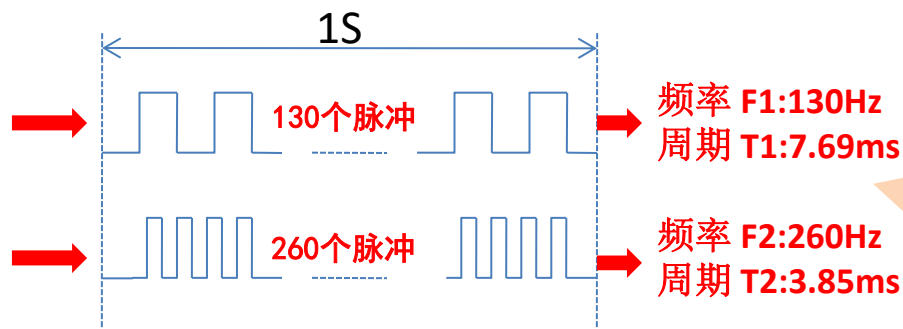 1S
130个脉冲
频率 F1:130Hz
周期 T1:7.69ms
260个脉冲
频率 F2:260Hz
周期 T2:3.85ms